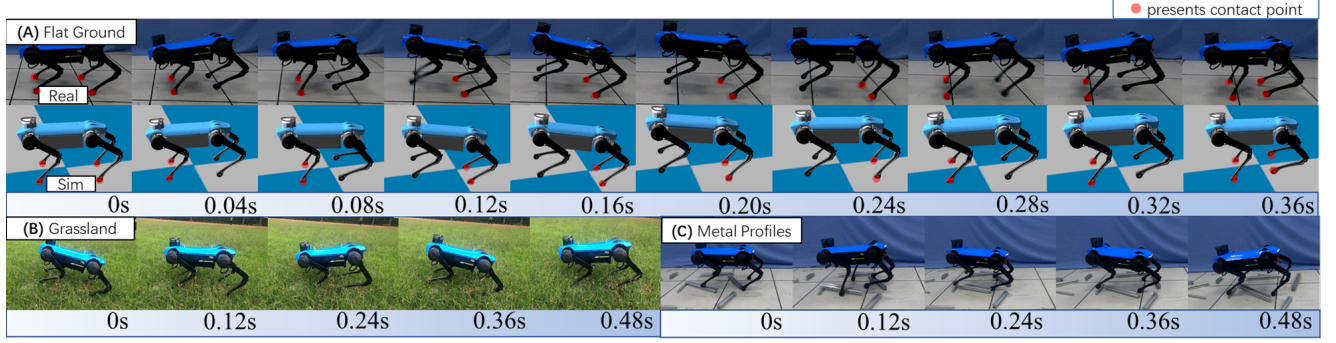 presents contact point
(A) Flat Ground
Real
Sim
0s 0.04s 0.08s 0.12s 0.16s 0.20s 0.24s 0.28s 0.32s 0.36s
(B) Grassland
(C) Metal Profiles
0s 0.12s 0.24s 0.36s 0.48s
0s 0.12s 0.24s 0.36s 0.48s